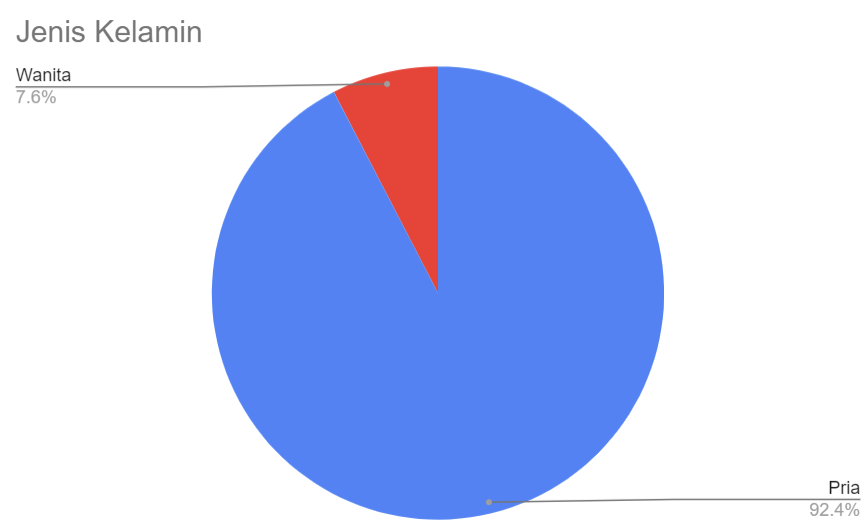 Jenis Kelamin
Wanita
7.6%
Pria
92.4%